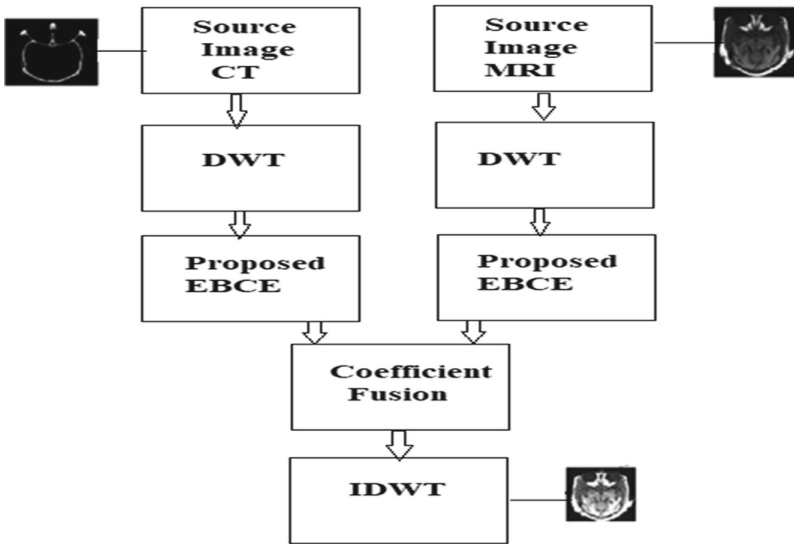 Source
Image
CT
Source
Image
MRI
DWT
DWT
Proposed
EBCE
Proposed
EBCE
Coefficient
Fusion
IDWT